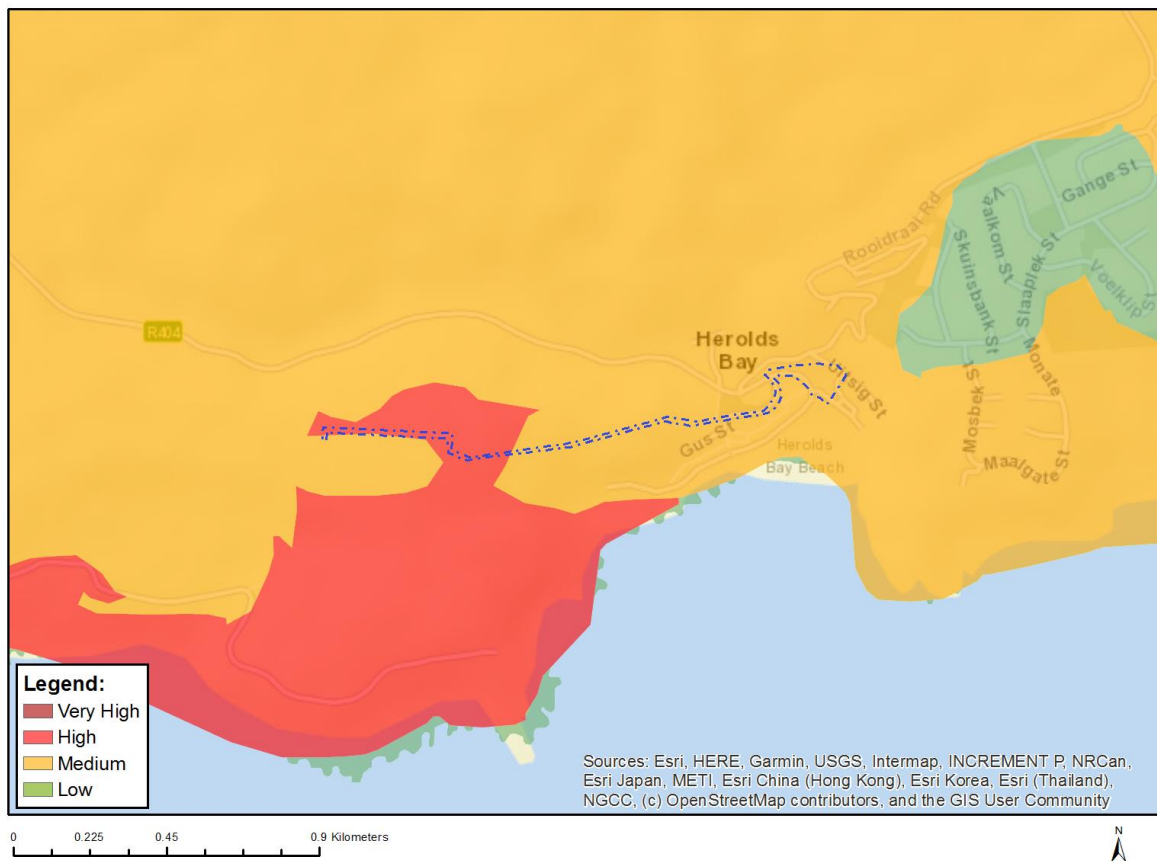 Gange St
Vaalkom St
Rooidraai Rd
Skuinsbank St
Slaaplek St
Voelklip St
R404
Herolds
Bay
Uitsig St
Monate
Mosbek St
Gus St
Herolds
Bay Beach
Maalgate St
Legend:
Very High
High
Medium
Low
Sources: Esri, HERE, Garmin, USGS, Intermap, INCREMENT P, NRCan,
Esri Japan, METI, Esri China (Hong Kong), Esri Korea, Esri (Thailand),
NGCC, (c) OpenStreetMap contributors, and the GIS User Community
0 0.225 0.45 0.9 Kilometers
N